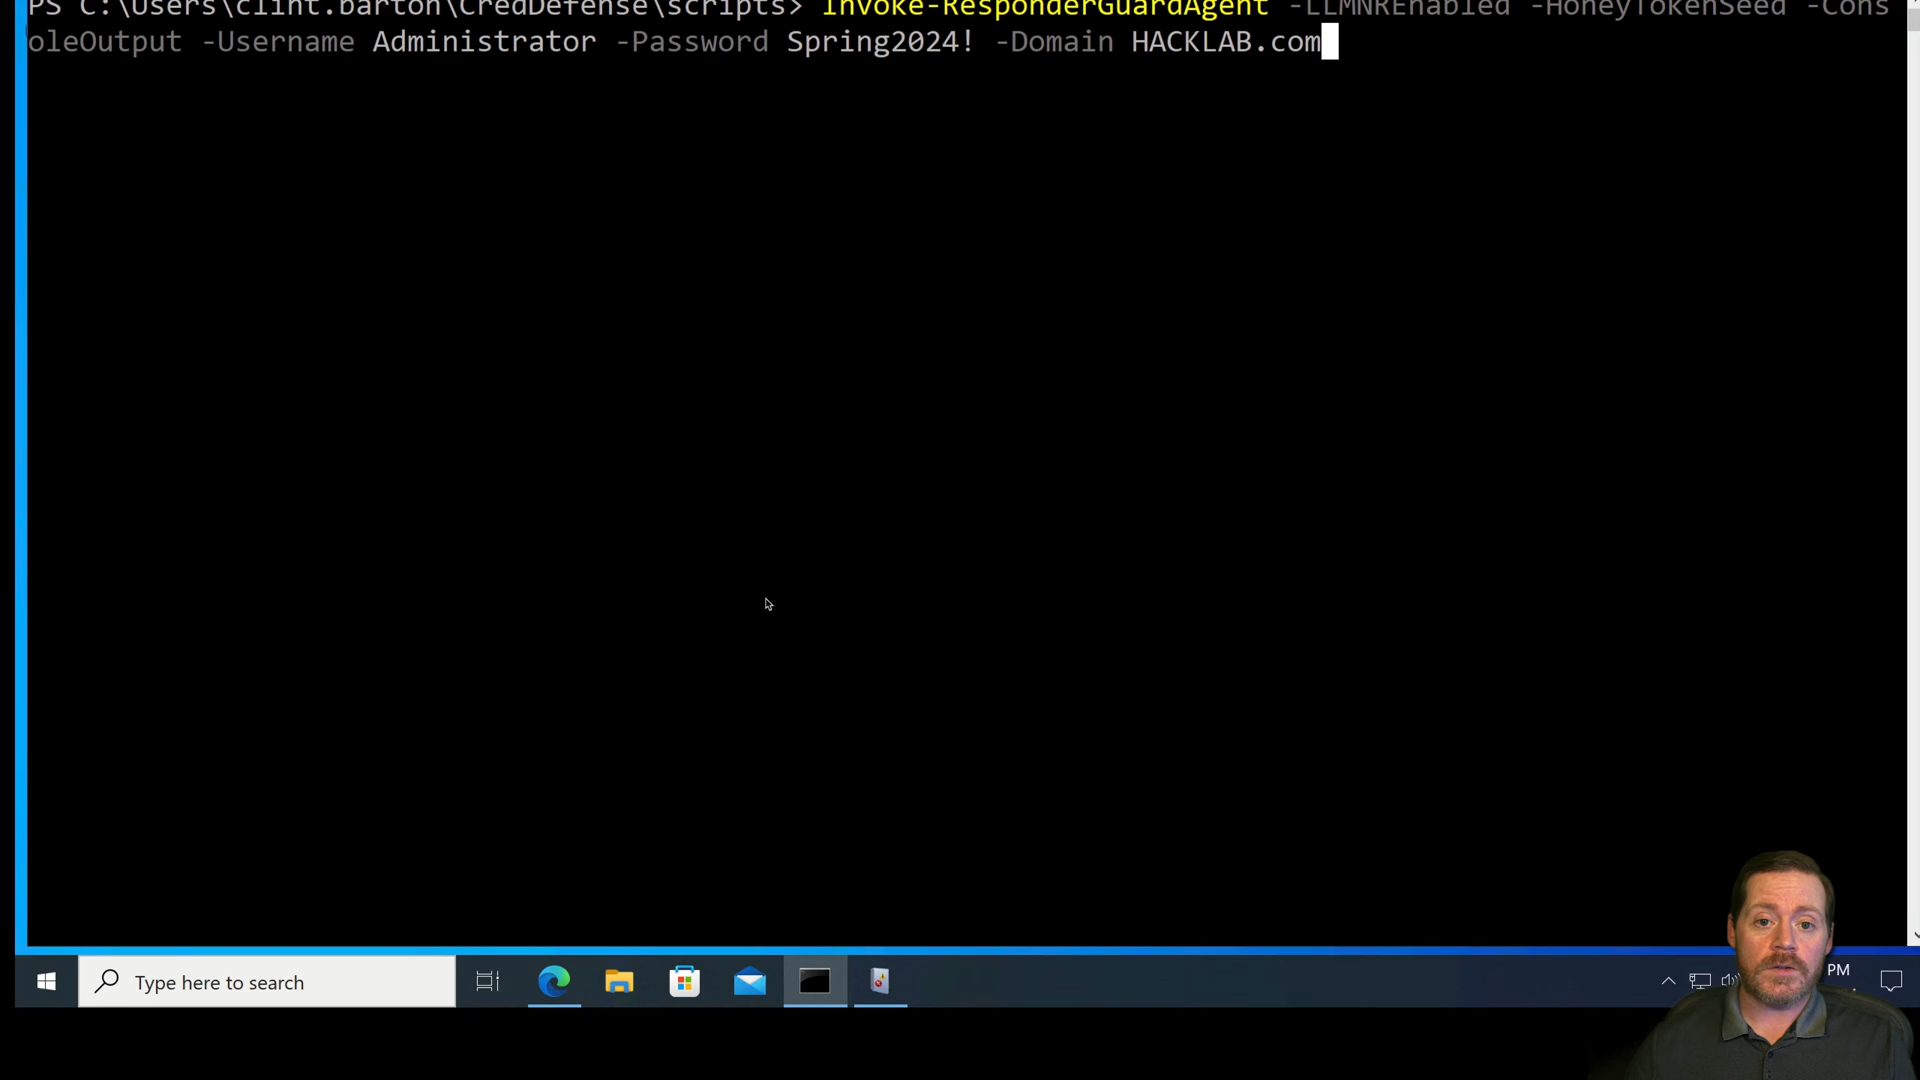 PS C:\Users\clint.barton\CredDefense\scripts> Invoke-ResponderGuardAgent -LLMNREnabled -HoneyTokenSeed -Cons
oleOutput -Username Administrator -Password Spring2024! -Domain HACKLAB.com
Type here to search
PM